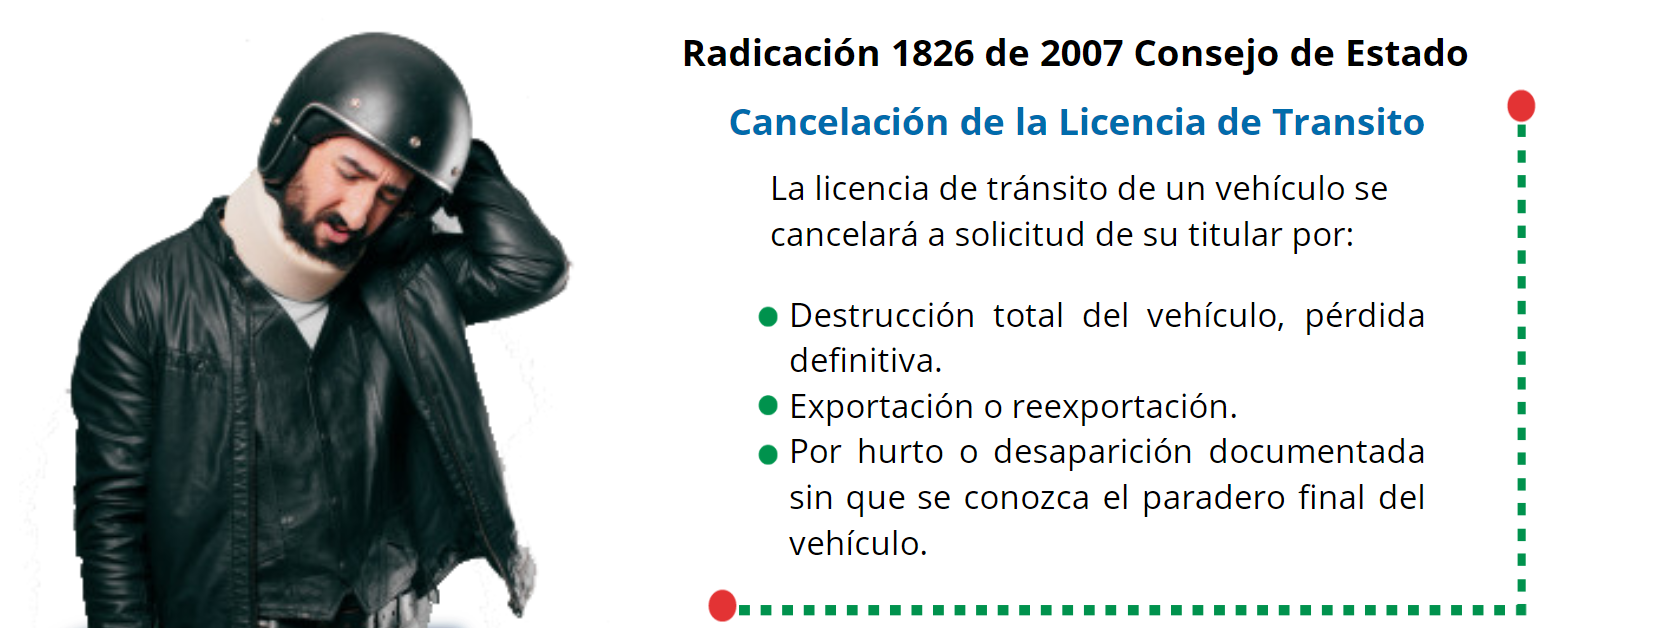 Radicación 1826 de 2007 Consejo de Estado
Cancelación de la Licencia de Transito
La licencia de tránsito de un vehículo se
cancelará a solicitud de su titular por:
Destrucción total del vehículo, pérdida
definitiva.
Exportación o reexportación.
Por hurto o desaparición documentada
sin que se conozca el paradero final del
vehículo.